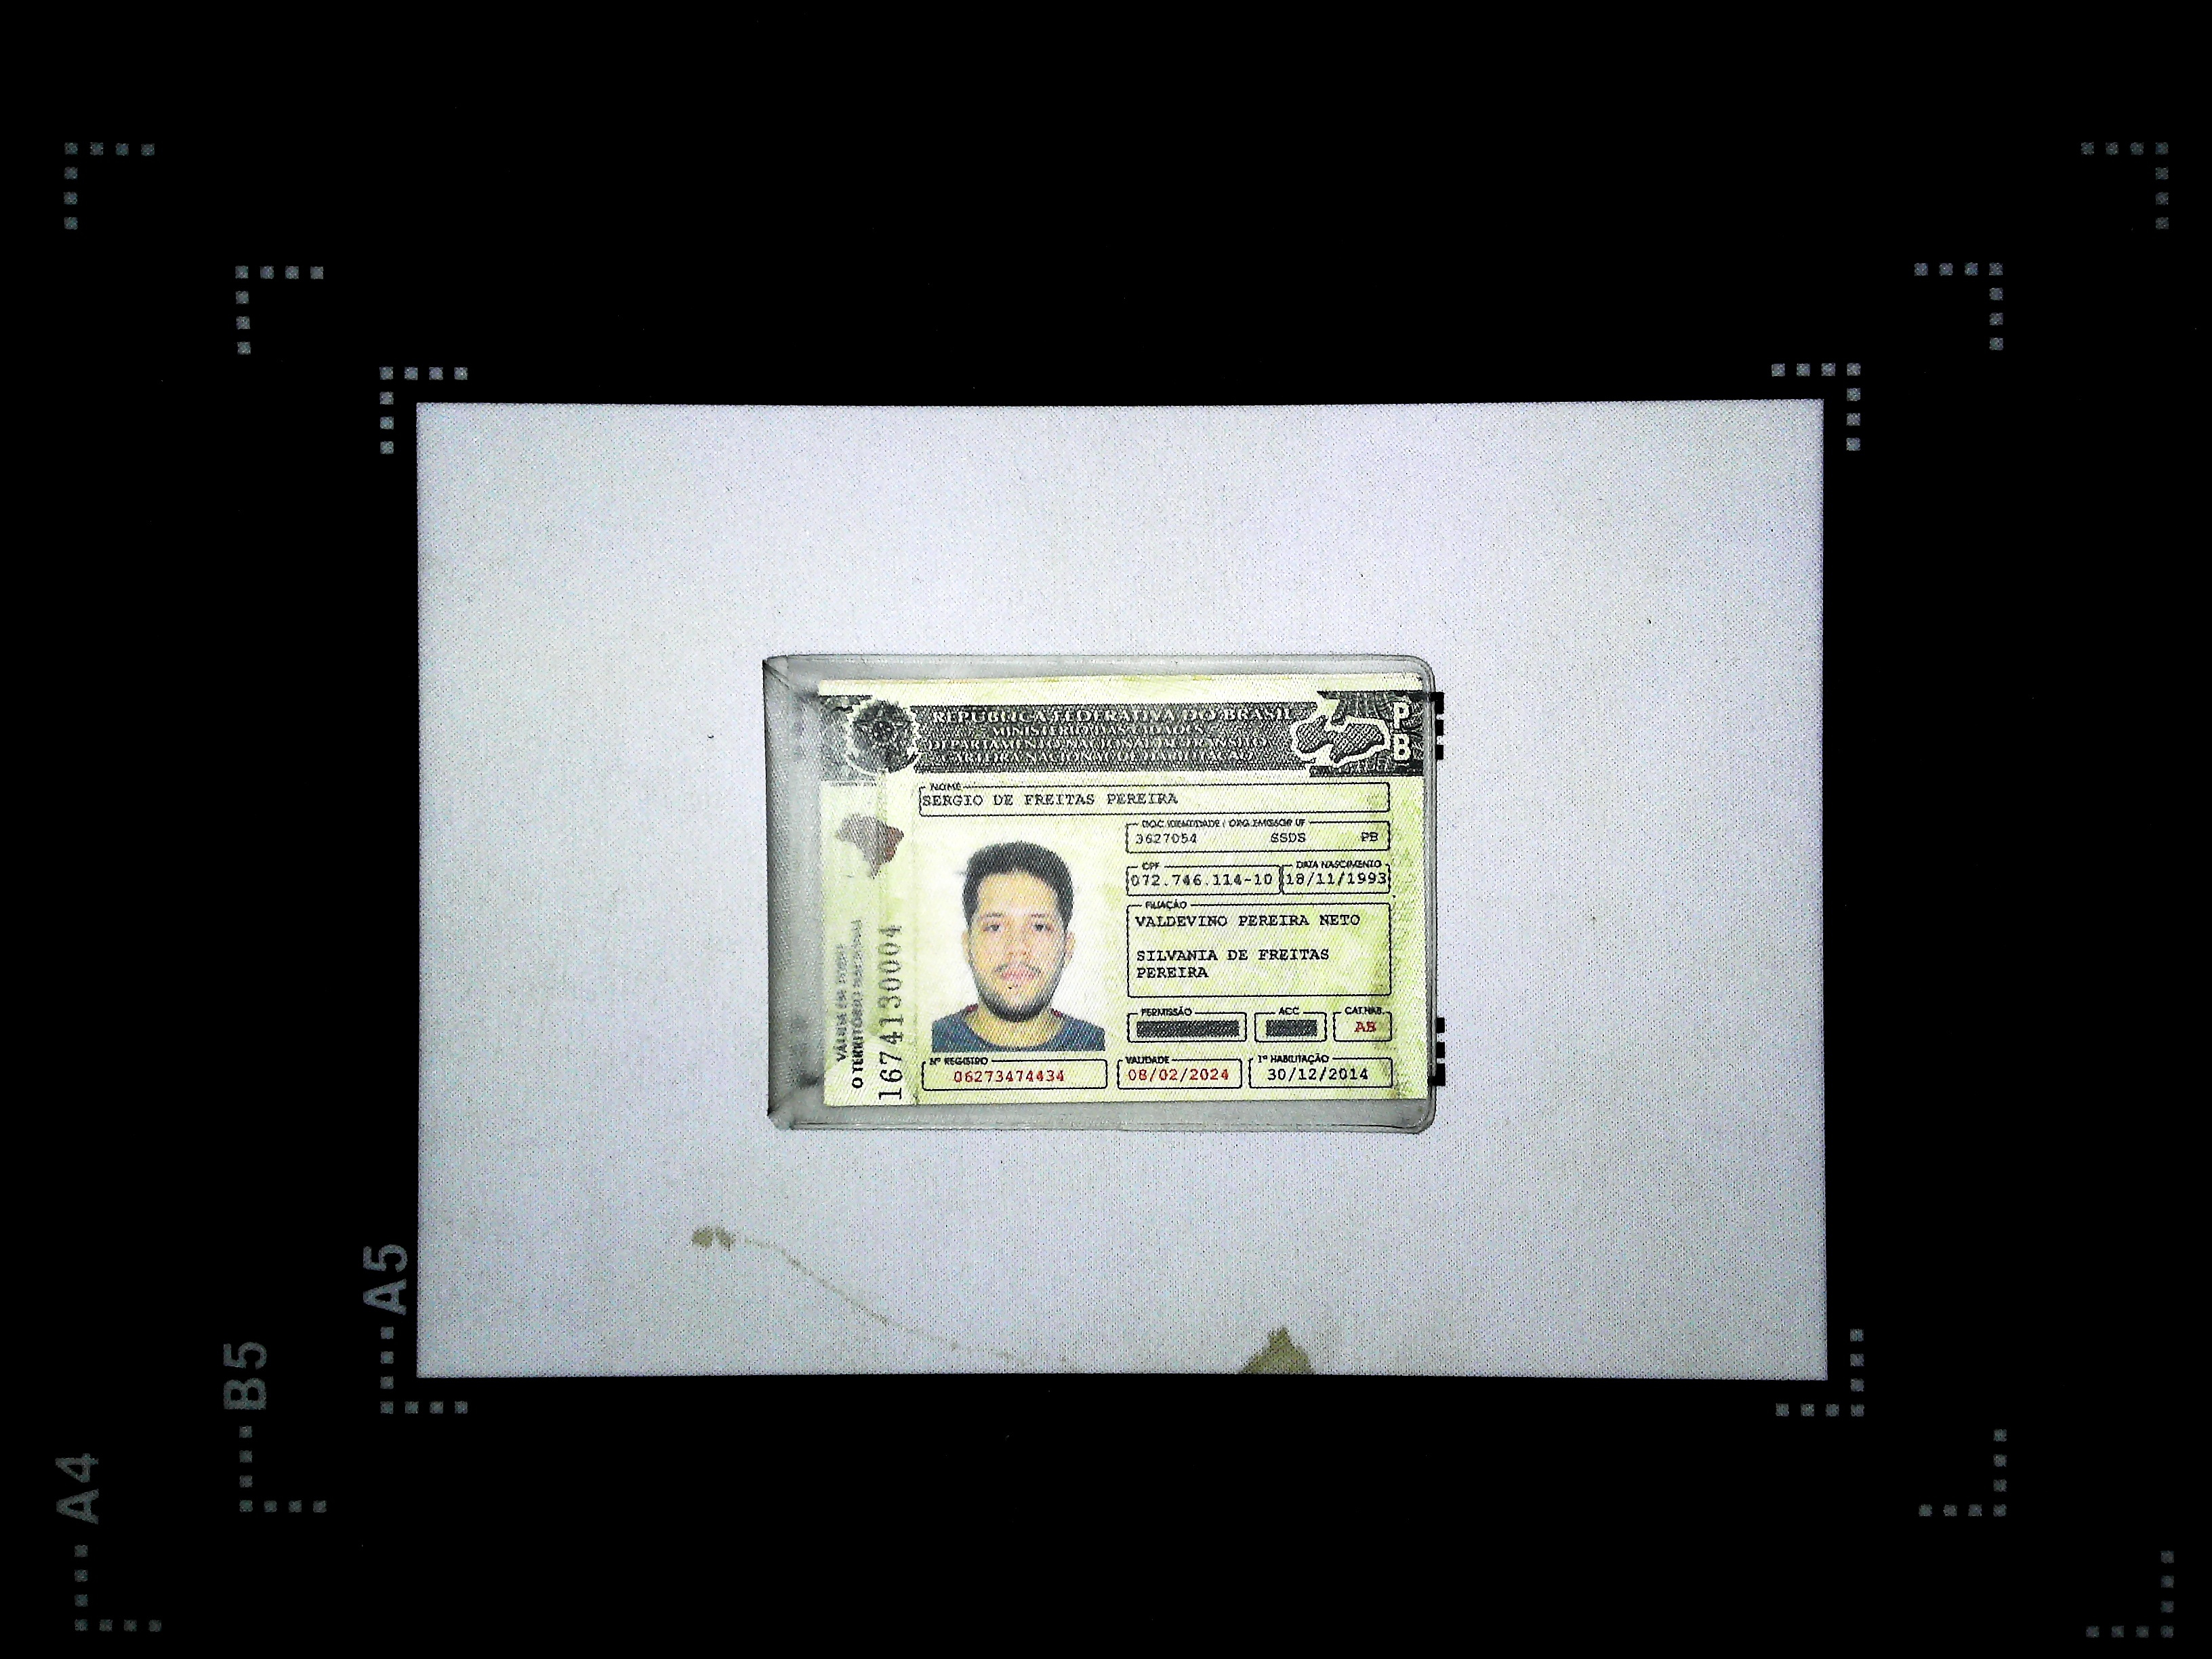 REPÚBLICA FEDERATIVA DO BRASIL
MINISTÉRIO DAS CIDADES
DEPARTAMENTO NACIONAL DE TRÂNSITO
CARTEIRA NACIONAL DE HABILITAÇÃO
PB
NOME
SERGIO DE FREITAS PEREIRA
DOC. IDENTIDADE / ORG. EMISSOR UF
3627054 SSDS PB
CPF DATA NASCIMENTO
072.746.114-10 18/11/1993
FILIAÇÃO
VALDEVINO PEREIRA NETO
SILVANIA DE FREITAS
PEREIRA
PERMISSÃO ACC CAT.HAB.
AB
Nº REGISTRO VALIDADE 1ª HABILITAÇÃO
06273474434 08/02/2024 30/12/2014
VÁLIDA EM TODO
O TERRITÓRIO NACIONAL
1674130004
A5
B5
A4